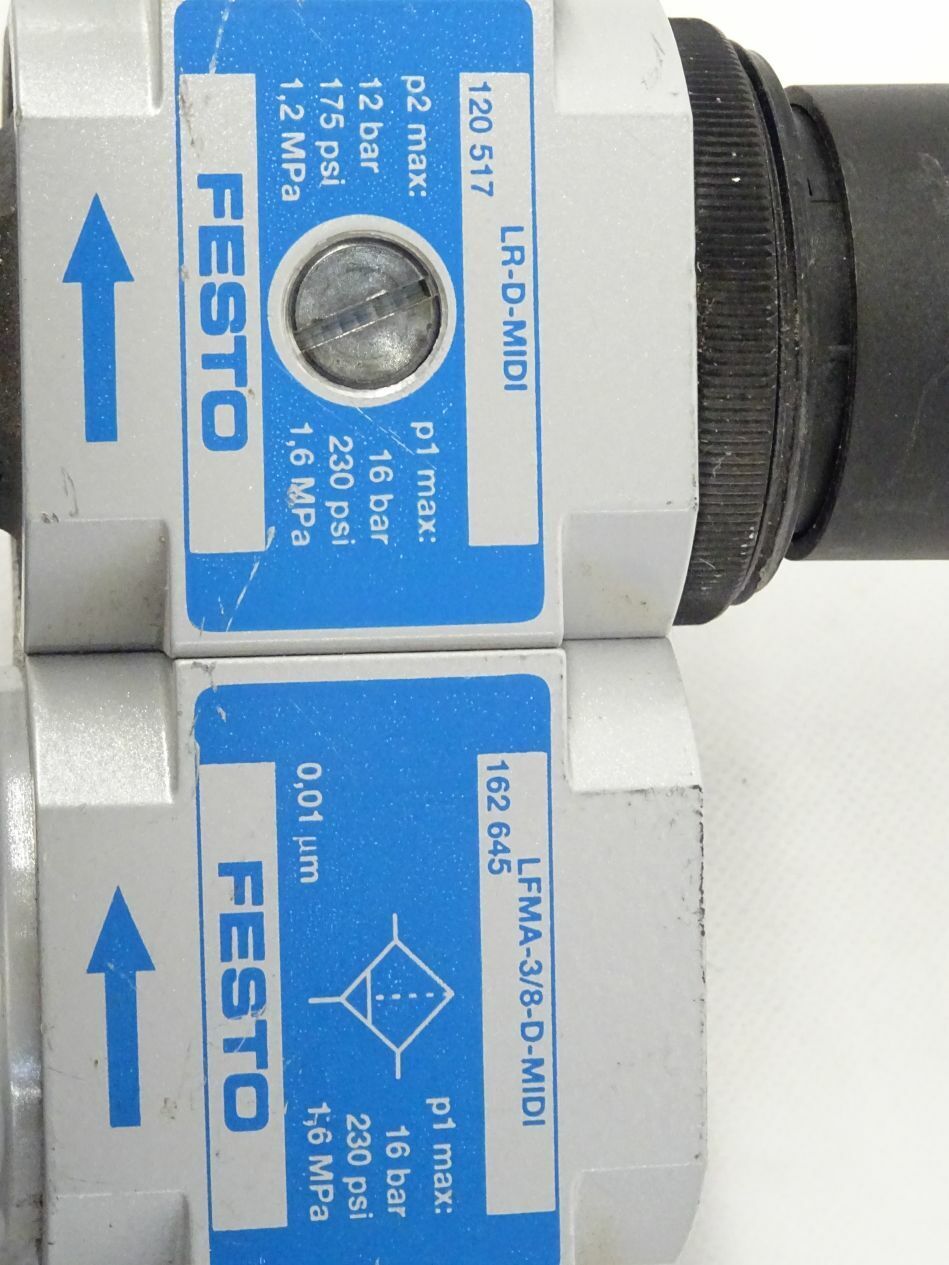 120 517
LR-D-MIDI
p2 max:
12 bar
175 psi
1,2 MPa
p1 max:
16 bar
230 psi
1,6 MPa
FESTO
162 645
LFMA-3/8-D-MIDI
0,01 µm
p1 max:
16 bar
230 psi
1,6 MPa
FESTO